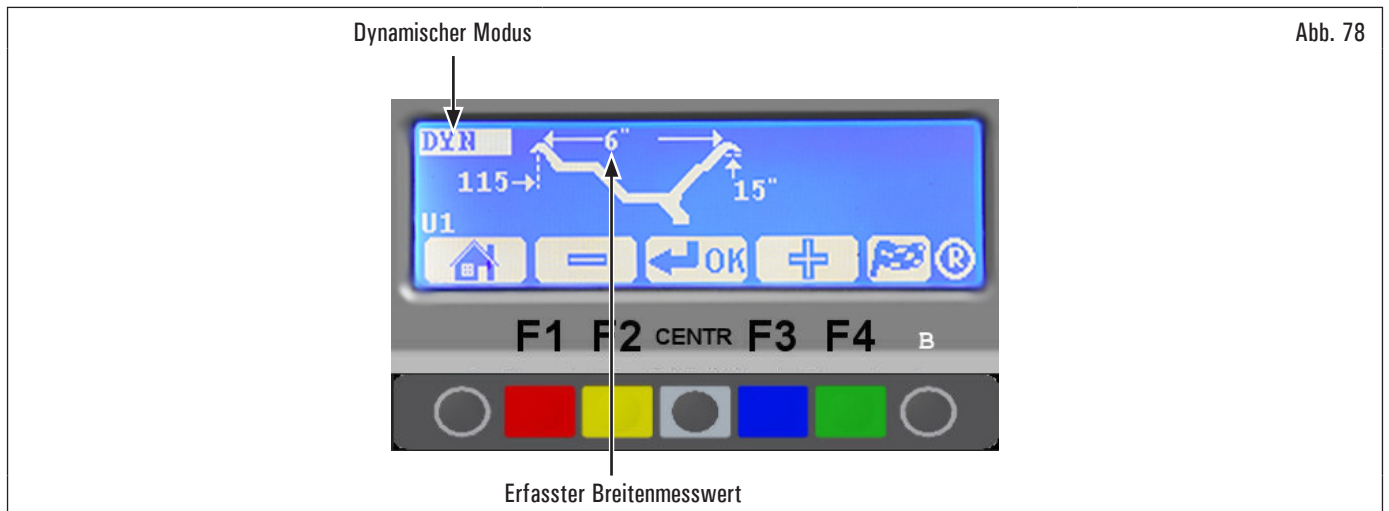 Dynamischer Modus
Abb. 78
DYN
6"
115
15"
U1
OK
R
F1 F2 CENTR F3 F4 B
Erfasster Breitenmesswert